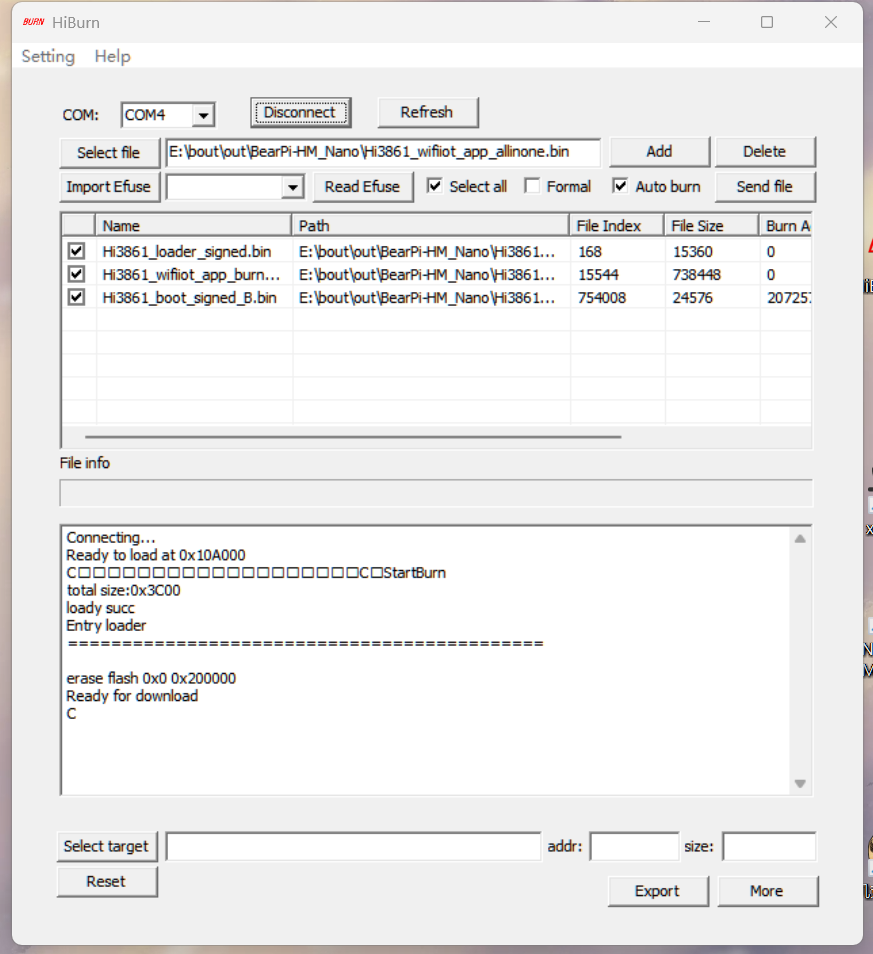 BURN HiBurn
Setting Help
COM: COM4 Disconnect Refresh
Select file E:\bout\out\BearPi-HM_Nano\Hi3861_wifiiot_app_allinone.bin Add Delete
Import Efuse Read Efuse Select all Formal Auto burn Send file
Name Path File Index File Size Burn A
Hi3861_loader_signed.bin E:\bout\out\BearPi-HM_Nano\Hi3861... 168 15360 0
Hi3861_wifiiot_app_burn... E:\bout\out\BearPi-HM_Nano\Hi3861... 15544 738448 0
Hi3861_boot_signed_B.bin E:\bout\out\BearPi-HM_Nano\Hi3861... 754008 24576 207257
File info
Connecting...
Ready to load at 0x10A000
C□□□□□□□□□□□□□□□□□□□C□StartBurn
total size:0x3C00
loady succ
Entry loader
============================================
erase flash 0x0 0x200000
Ready for download
C
Select target addr: size:
Reset
Export More